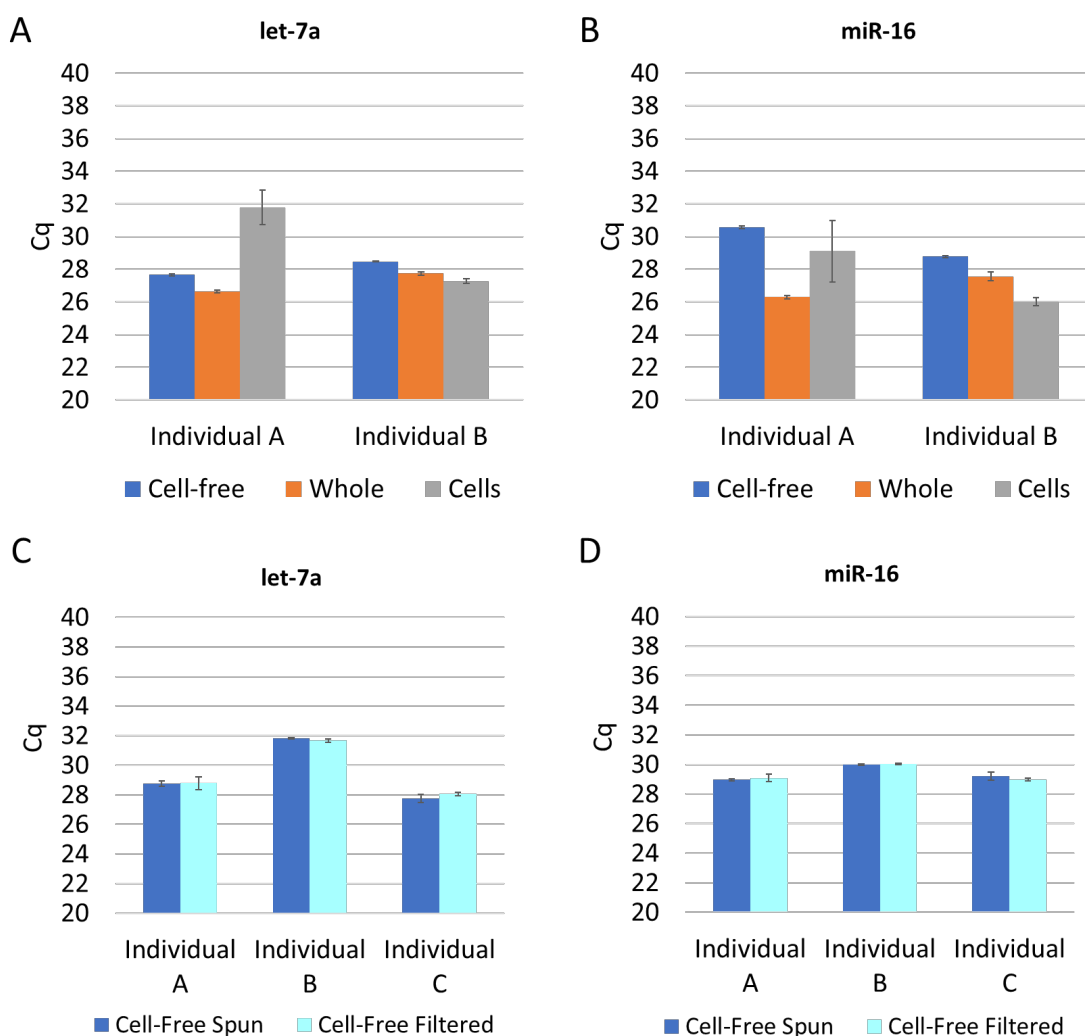 A
let-7a
40
38
36
34
32
30
28
26
24
22
20
Cq
Individual A
Individual B
Cell-free
Whole
Cells
B
miR-16
40
38
36
34
32
30
28
26
24
22
20
Cq
Individual A
Individual B
Cell-free
Whole
Cells
C
let-7a
40
38
36
34
32
30
28
26
24
22
20
Cq
Individual
A
Individual
B
Individual
C
Cell-Free Spun
Cell-Free Filtered
D
miR-16
40
38
36
34
32
30
28
26
24
22
20
Cq
Individual
A
Individual
B
Individual
C
Cell-Free Spun
Cell-Free Filtered